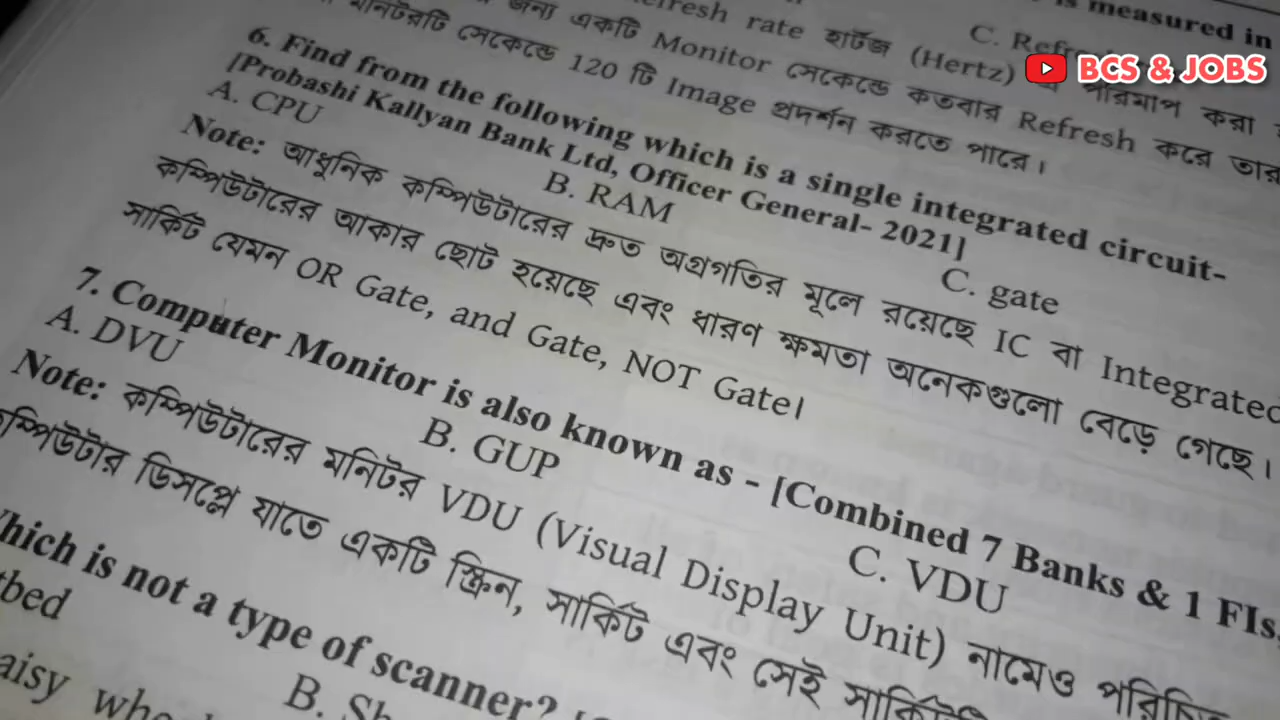 is measured in
জন্য একটি Refresh rate হার্টজ (Hertz) এ পরিমাপ করা
C.
BCS & JOBS
মনিটরটি সেকেন্ডে 120 টি Image প্রদর্শন করতে পারে।
Monitor সেকেন্ডে কতবার Refresh করে তার
6. Find from the following which is a single integrated circuit-
[Probashi Kallyan Bank Ltd, Officer General- 2021]
A. CPU B. RAM C. gate
Note: আধুনিক কম্পিউটারের দ্রুত অগ্রগতির মূলে রয়েছে IC বা Integrated
কম্পিউটারের আকার ছোট হয়েছে এবং ধারণ ক্ষমতা অনেকগুলো বেড়ে গেছে।
সার্কিট যেমন OR Gate, and Gate, NOT Gate।
7. Computer Monitor is also known as - [Combined 7 Banks & 1 FIs,
A. DVU B. GUP C. VDU
Note: কম্পিউটারের মনিটর VDU (Visual Display Unit) নামেও
কম্পিউটার ডিসপ্লে যাতে একটি স্ক্রিন, সার্কিট এবং সেই
Which is not a type of scanner?
B.